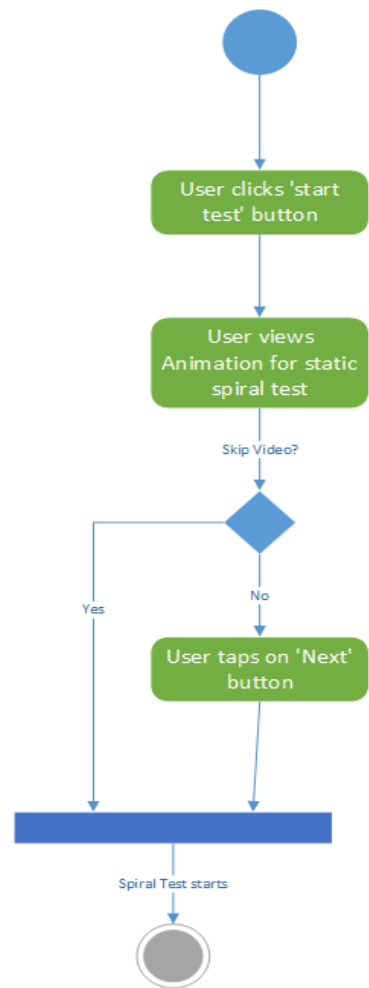 User clicks 'start
test' button
User views
Animation for static
spiral test
Skip Video?
Yes
No
User taps on 'Next'
button
Spiral Test starts